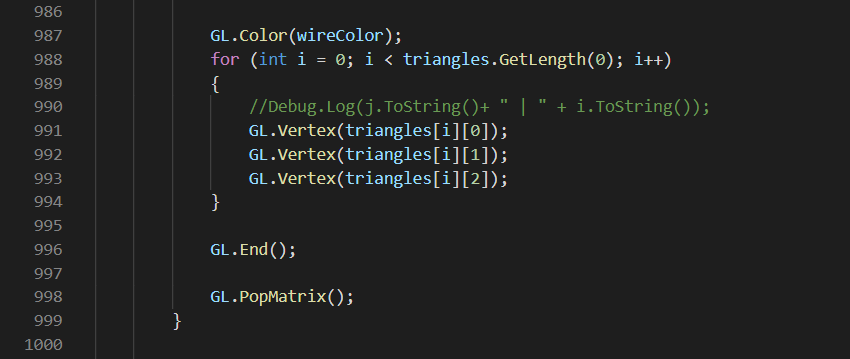 986
987 GL.Color(wireColor);
988 for (int i = 0; i < triangles.GetLength(0); i++)
989 {
990 //Debug.Log(j.ToString()+ " | " + i.ToString());
991 GL.Vertex(triangles[i][0]);
992 GL.Vertex(triangles[i][1]);
993 GL.Vertex(triangles[i][2]);
994 }
995
996 GL.End();
997
998 GL.PopMatrix();
999 }
1000